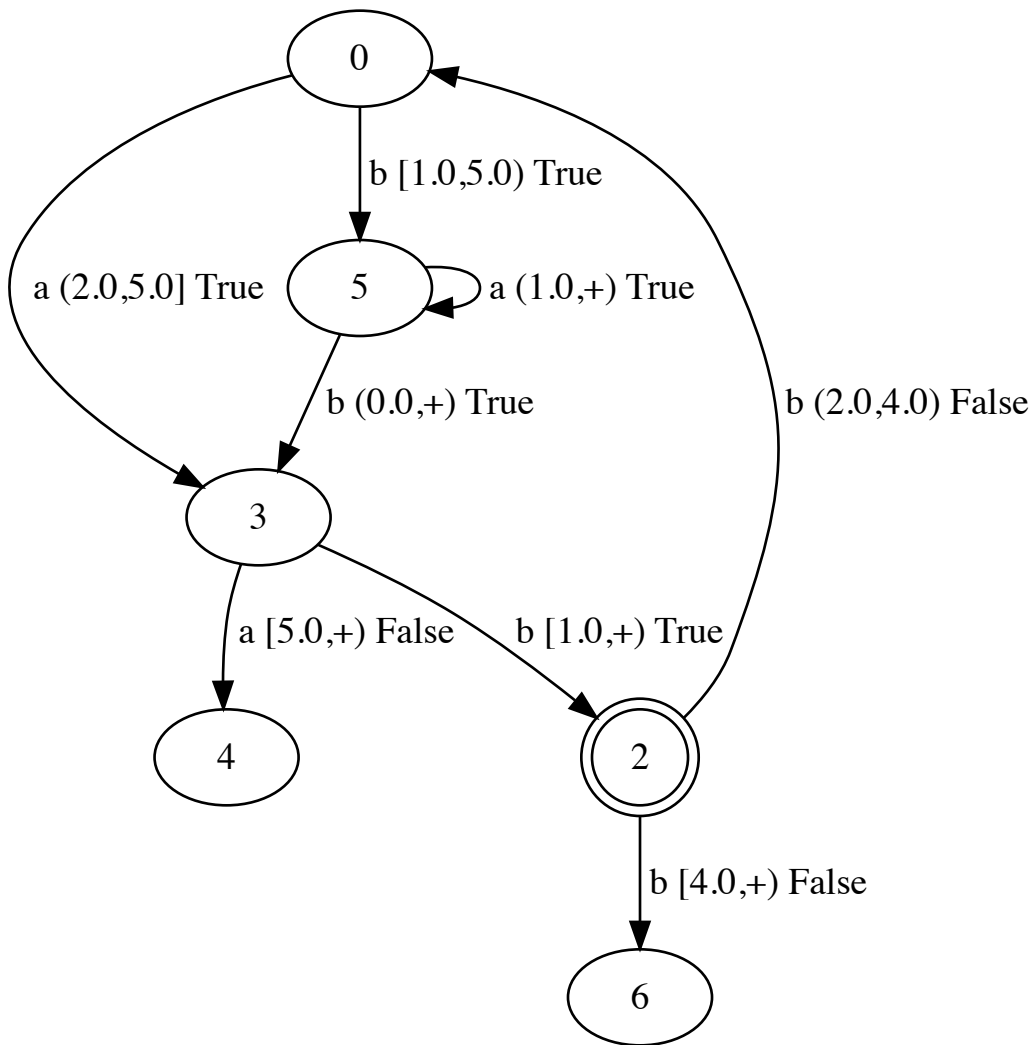 0
b [1.0,5.0) True
a (2.0,5.0] True
5
a (1.0,+) True
b (0.0,+) True
b (2.0,4.0) False
3
a [5.0,+) False
b [1.0,+) True
4
2
b [4.0,+) False
6